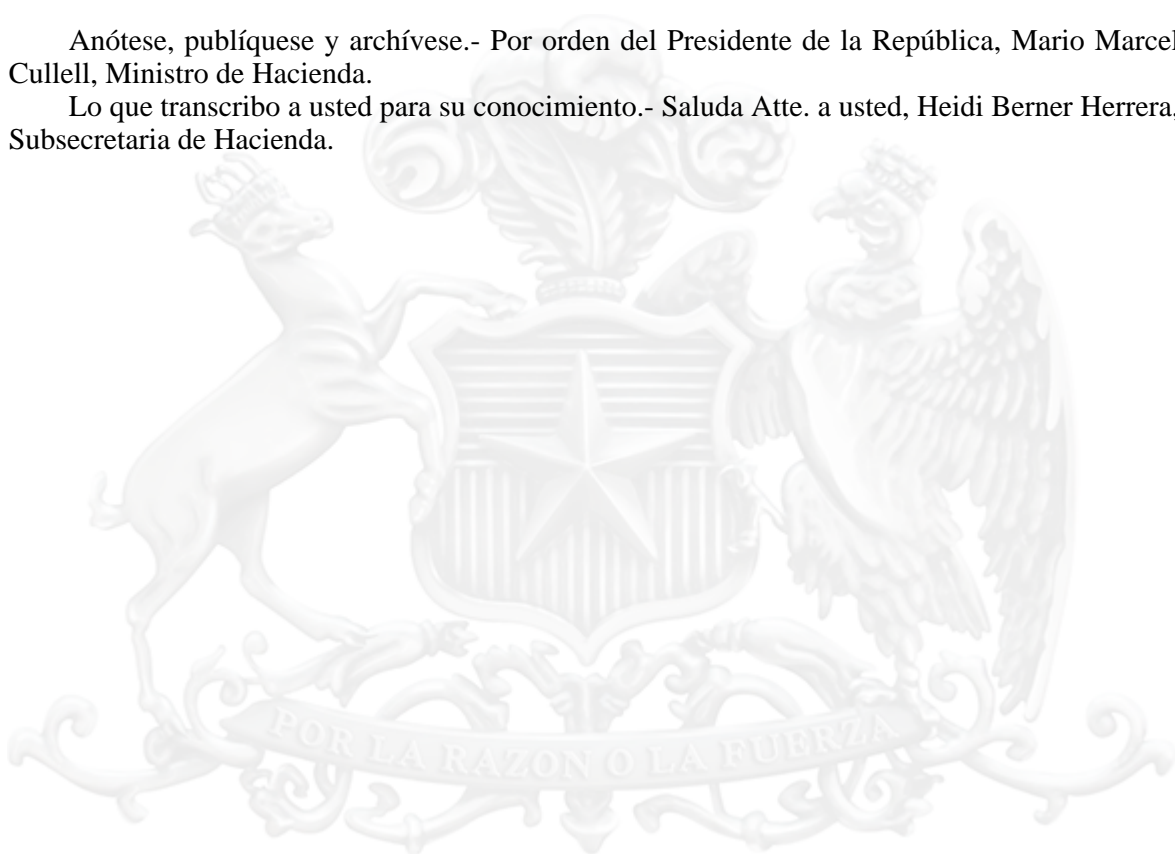 Anótese, publíquese y archívese.- Por orden del Presidente de la República, Mario Marcel
Cullell, Ministro de Hacienda.
Lo que transcribo a usted para su conocimiento.- Saluda Atte. a usted, Heidi Berner Herrera,
Subsecretaria de Hacienda.
POR LA RAZON O LA FUERZA